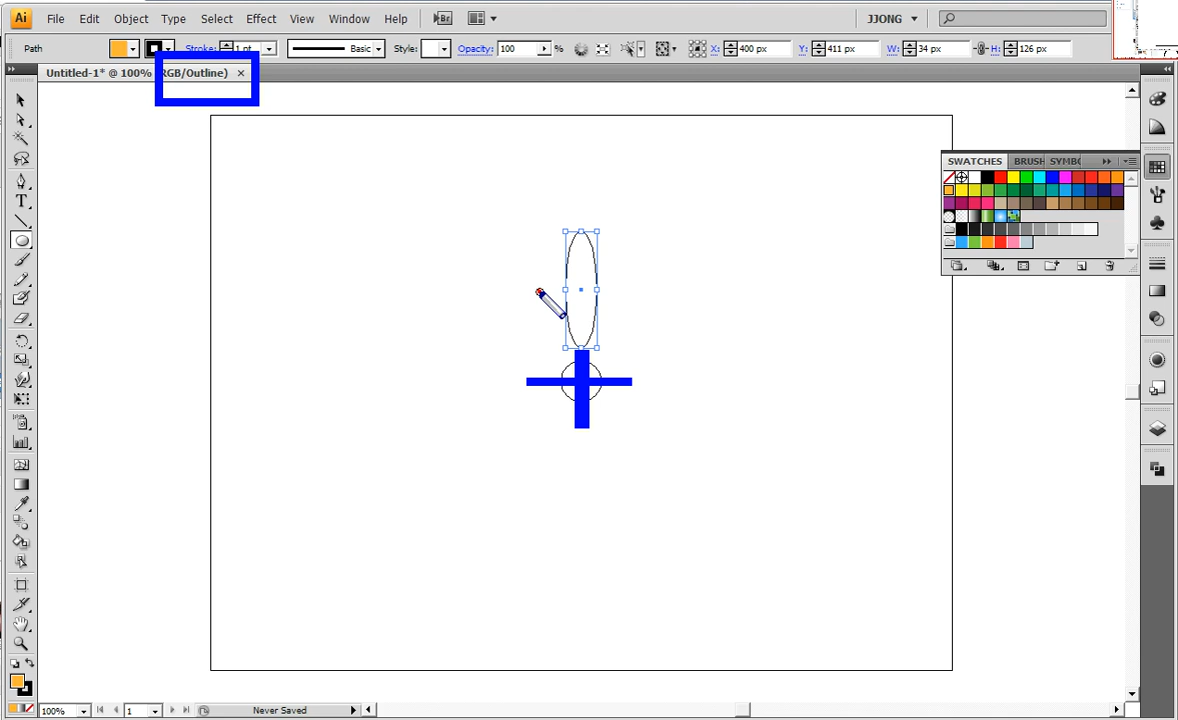 Ai File Edit Object Type Select Effect View Window Help Br JJONG
Path Stroke: 1 pt Basic Style: Opacity: 100 % X: 400 px Y: 411 px W: 34 px H: 126 px
Untitled-1* @ 100% RGB/Outline) ×
SWATCHES BRUSH SYMBO
T
100% 1 Never Saved